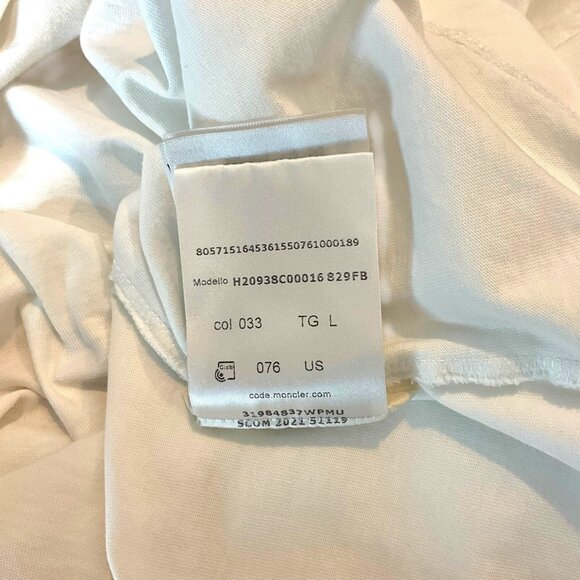 8057151645361550761000189
Modello H20938C00016 829FB
col 033 TG L
076 US
code moncler.com
31984837WPMU
SCOM 2021 51119